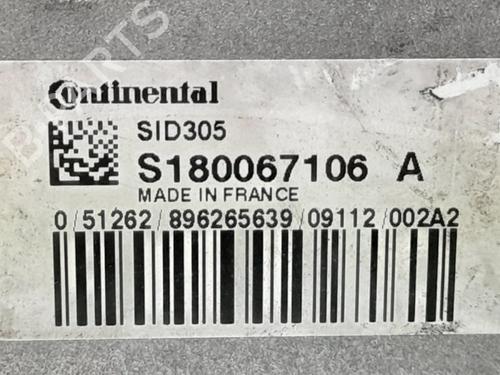 Continental
SID305
S180067106 A
MADE IN FRANCE
0/51262/896265639/09112/002A2